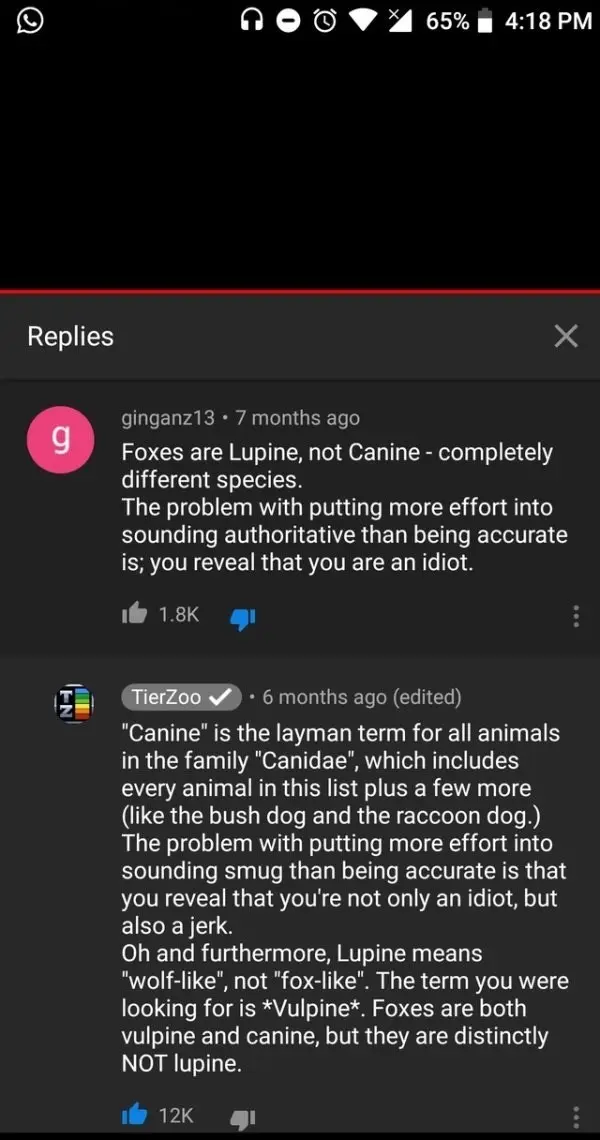 65% 4:18 PM
Replies
g
ginganz13 • 7 months ago
Foxes are Lupine, not Canine - completely
different species.
The problem with putting more effort into
sounding authoritative than being accurate
is; you reveal that you are an idiot.
1.8K
TZ
TierZoo • 6 months ago (edited)
"Canine" is the layman term for all animals
in the family "Canidae", which includes
every animal in this list plus a few more
(like the bush dog and the raccoon dog.)
The problem with putting more effort into
sounding smug than being accurate is that
you reveal that you're not only an idiot, but
also a jerk.
Oh and furthermore, Lupine means
"wolf-like", not "fox-like". The term you were
looking for is *Vulpine*. Foxes are both
vulpine and canine, but they are distinctly
NOT lupine.
12K